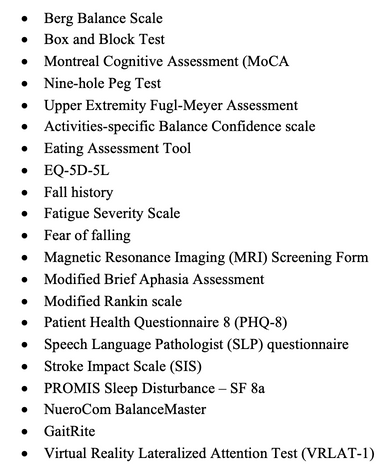 • Berg Balance Scale
• Box and Block Test
• Montreal Cognitive Assessment (MoCA
• Nine-hole Peg Test
• Upper Extremity Fugl-Meyer Assessment
• Activities-specific Balance Confidence scale
• Eating Assessment Tool
• EQ-5D-5L
• Fall history
• Fatigue Severity Scale
• Fear of falling
• Magnetic Resonance Imaging (MRI) Screening Form
• Modified Brief Aphasia Assessment
• Modified Rankin scale
• Patient Health Questionnaire 8 (PHQ-8)
• Speech Language Pathologist (SLP) questionnaire
• Stroke Impact Scale (SIS)
• PROMIS Sleep Disturbance – SF 8a
• NueroCom BalanceMaster
• GaitRite
• Virtual Reality Lateralized Attention Test (VRLAT-1)